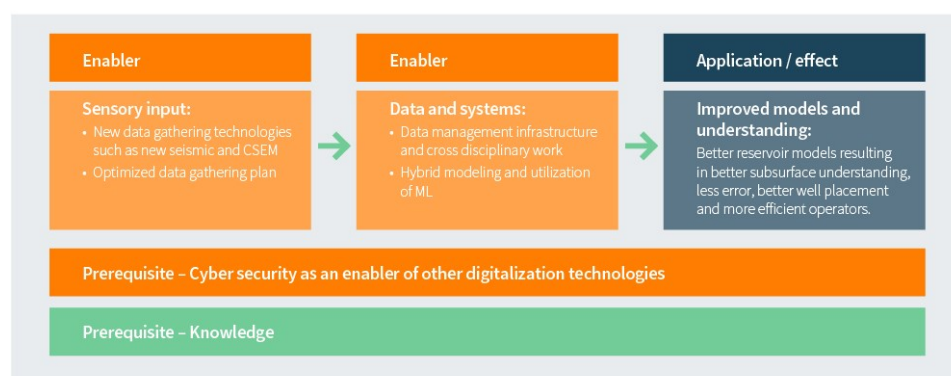 Enabler
Sensory input:
• New data gathering technologies
such as new seismic and CSEM
• Optimized data gathering plan
Enabler
Data and systems:
• Data management infrastructure
and cross disciplinary work
• Hybrid modeling and utilization
of ML
Application / effect
Improved models and
understanding:
Better reservoir models resulting
in better subsurface understanding,
less error, better well placement
and more efficient operators.
Prerequisite – Cyber security as an enabler of other digitalization technologies
Prerequisite – Knowledge